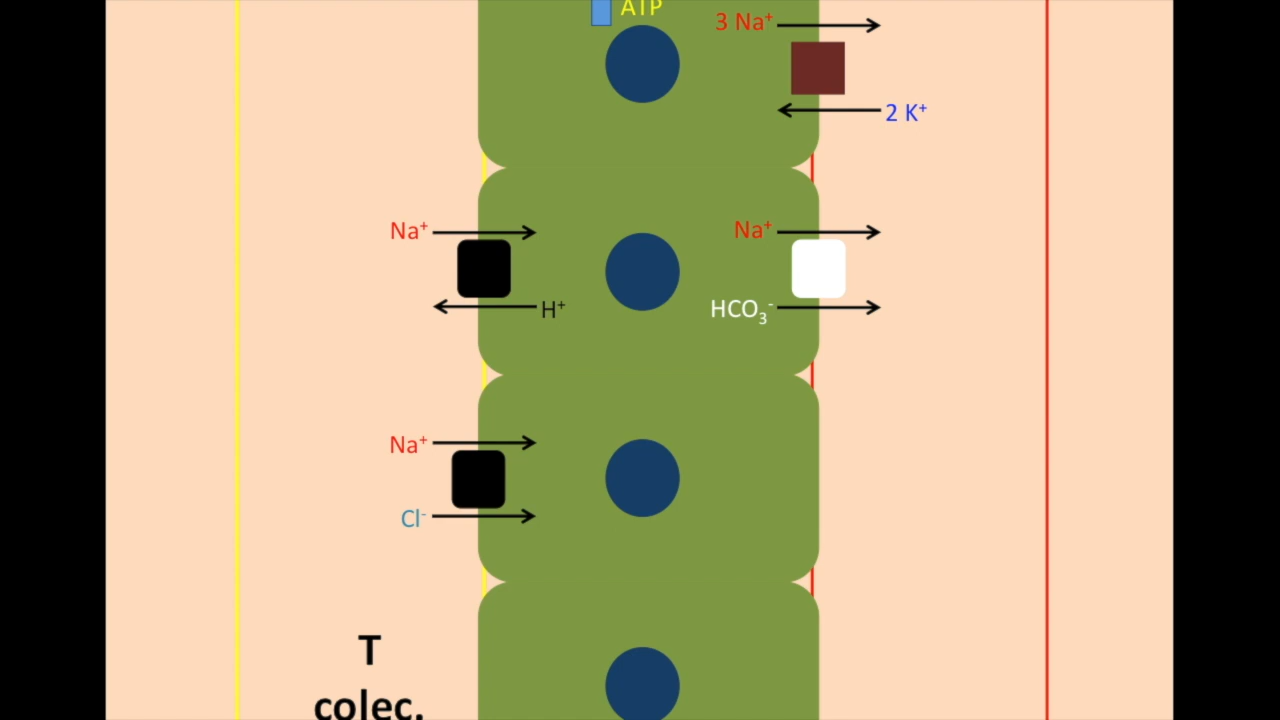 ATP
3 Na⁺
2 K⁺
Na⁺
Na⁺
H⁺
HCO₃⁻
Na⁺
Cl⁻
T
colec.